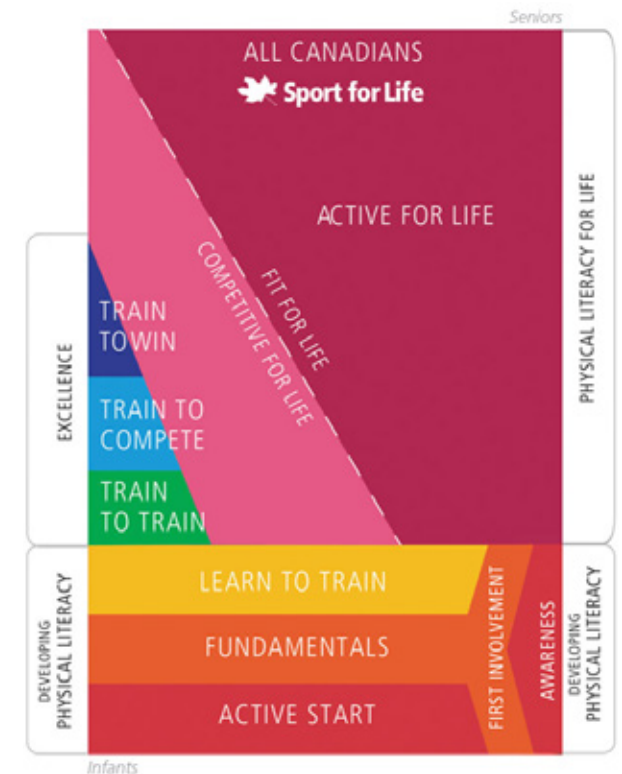 Seniors
ALL CANADIANS
Sport for Life
ACTIVE FOR LIFE
FIT FOR LIFE
COMPETITIVE FOR LIFE
PHYSICAL LITERACY FOR LIFE
EXCELLENCE
TRAIN
TO WIN
TRAIN TO
COMPETE
TRAIN
TO TRAIN
DEVELOPING
PHYSICAL LITERACY
LEARN TO TRAIN
FUNDAMENTALS
ACTIVE START
FIRST INVOLVEMENT
AWARENESS
DEVELOPING
PHYSICAL LITERACY
Infants